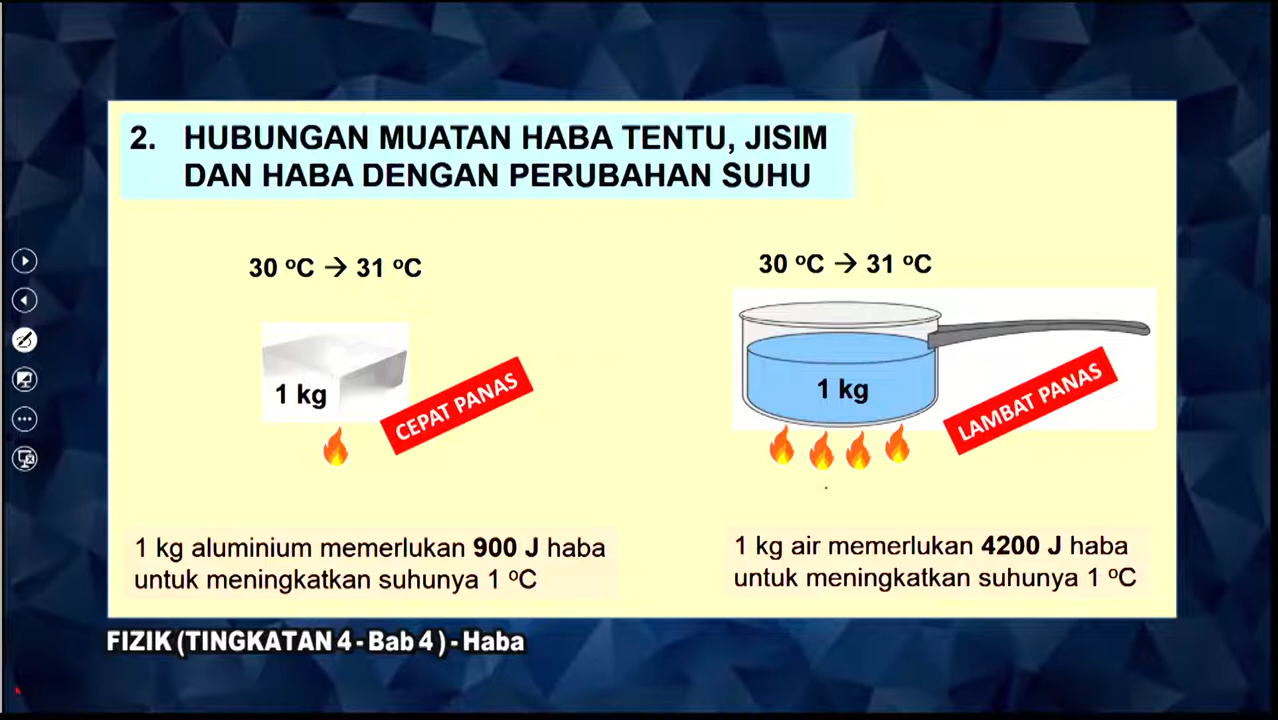 2. HUBUNGAN MUATAN HABA TENTU, JISIM
DAN HABA DENGAN PERUBAHAN SUHU
30 ºC → 31 ºC
1 kg
CEPAT PANAS
1 kg aluminium memerlukan 900 J haba
untuk meningkatkan suhunya 1 ºC
30 ºC → 31 ºC
1 kg
LAMBAT PANAS
1 kg air memerlukan 4200 J haba
untuk meningkatkan suhunya 1 ºC
FIZIK (TINGKATAN 4 - Bab 4 ) - Haba